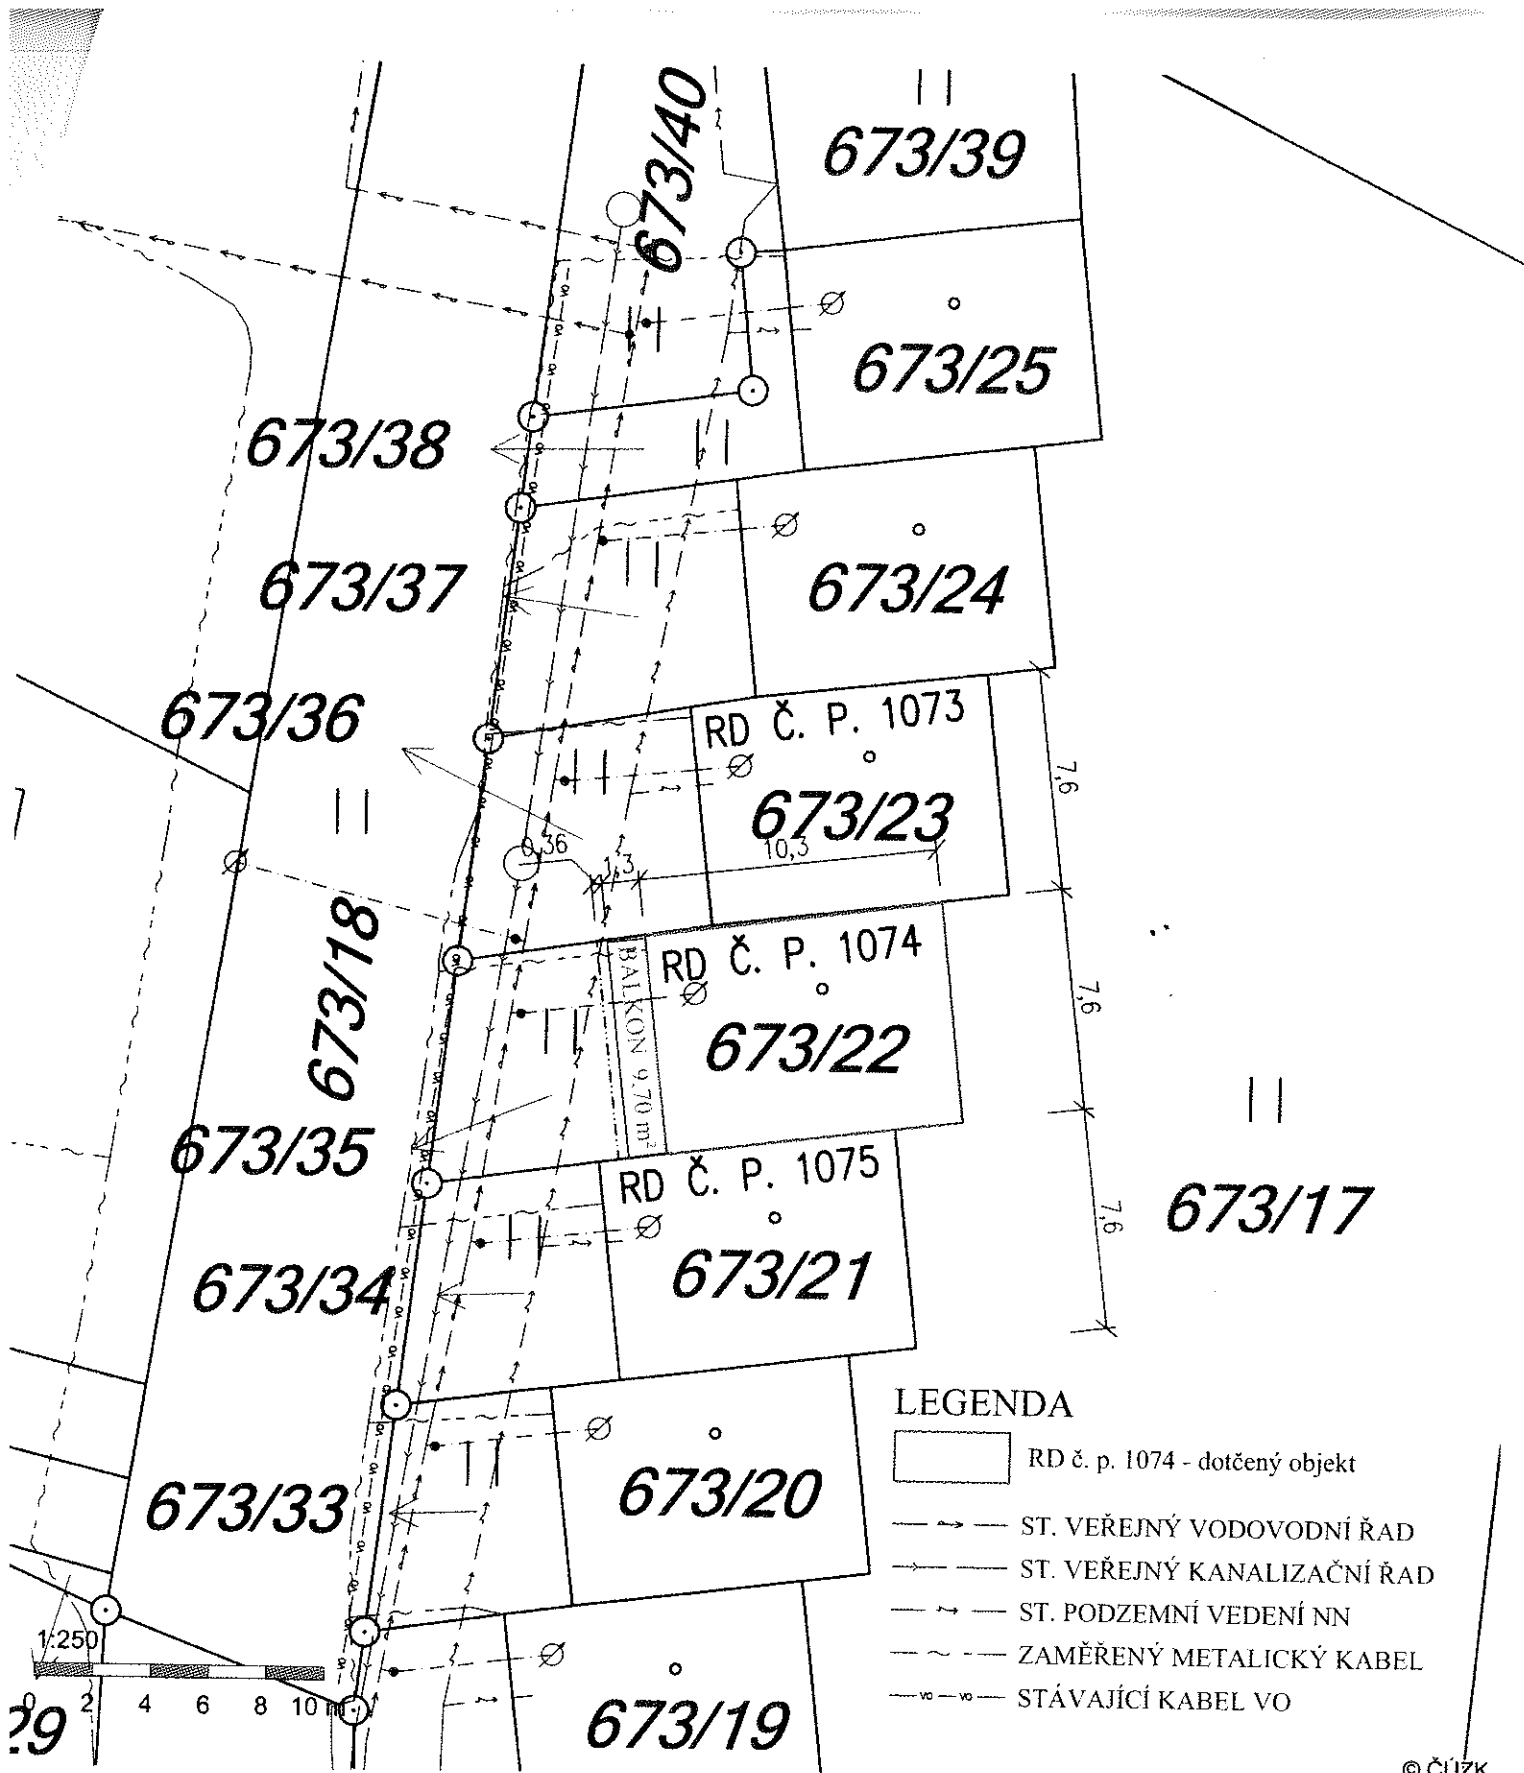 673/40
673/39
673/25
673/38
673/37
673/24
673/36
RD Č. P. 1073
673/23
7,6
0,36
1,3
10,3
673/18
RD Č. P. 1074
673/22
BALKON 9,70 m²
7,6
673/35
RD Č. P. 1075
673/21
7,6
673/17
673/34
673/33
673/20
673/19
LEGENDA
RD č. p. 1074 - dotčený objekt
ST. VEŘEJNÝ VODOVODNÍ ŘAD
ST. VEŘEJNÝ KANALIZAČNÍ ŘAD
ST. PODZEMNÍ VEDENÍ NN
ZAMĚŘENÝ METALICKÝ KABEL
VO VO STÁVAJÍCÍ KABEL VO
1:250
0 2 4 6 8 10 m
29
© ČÚZK